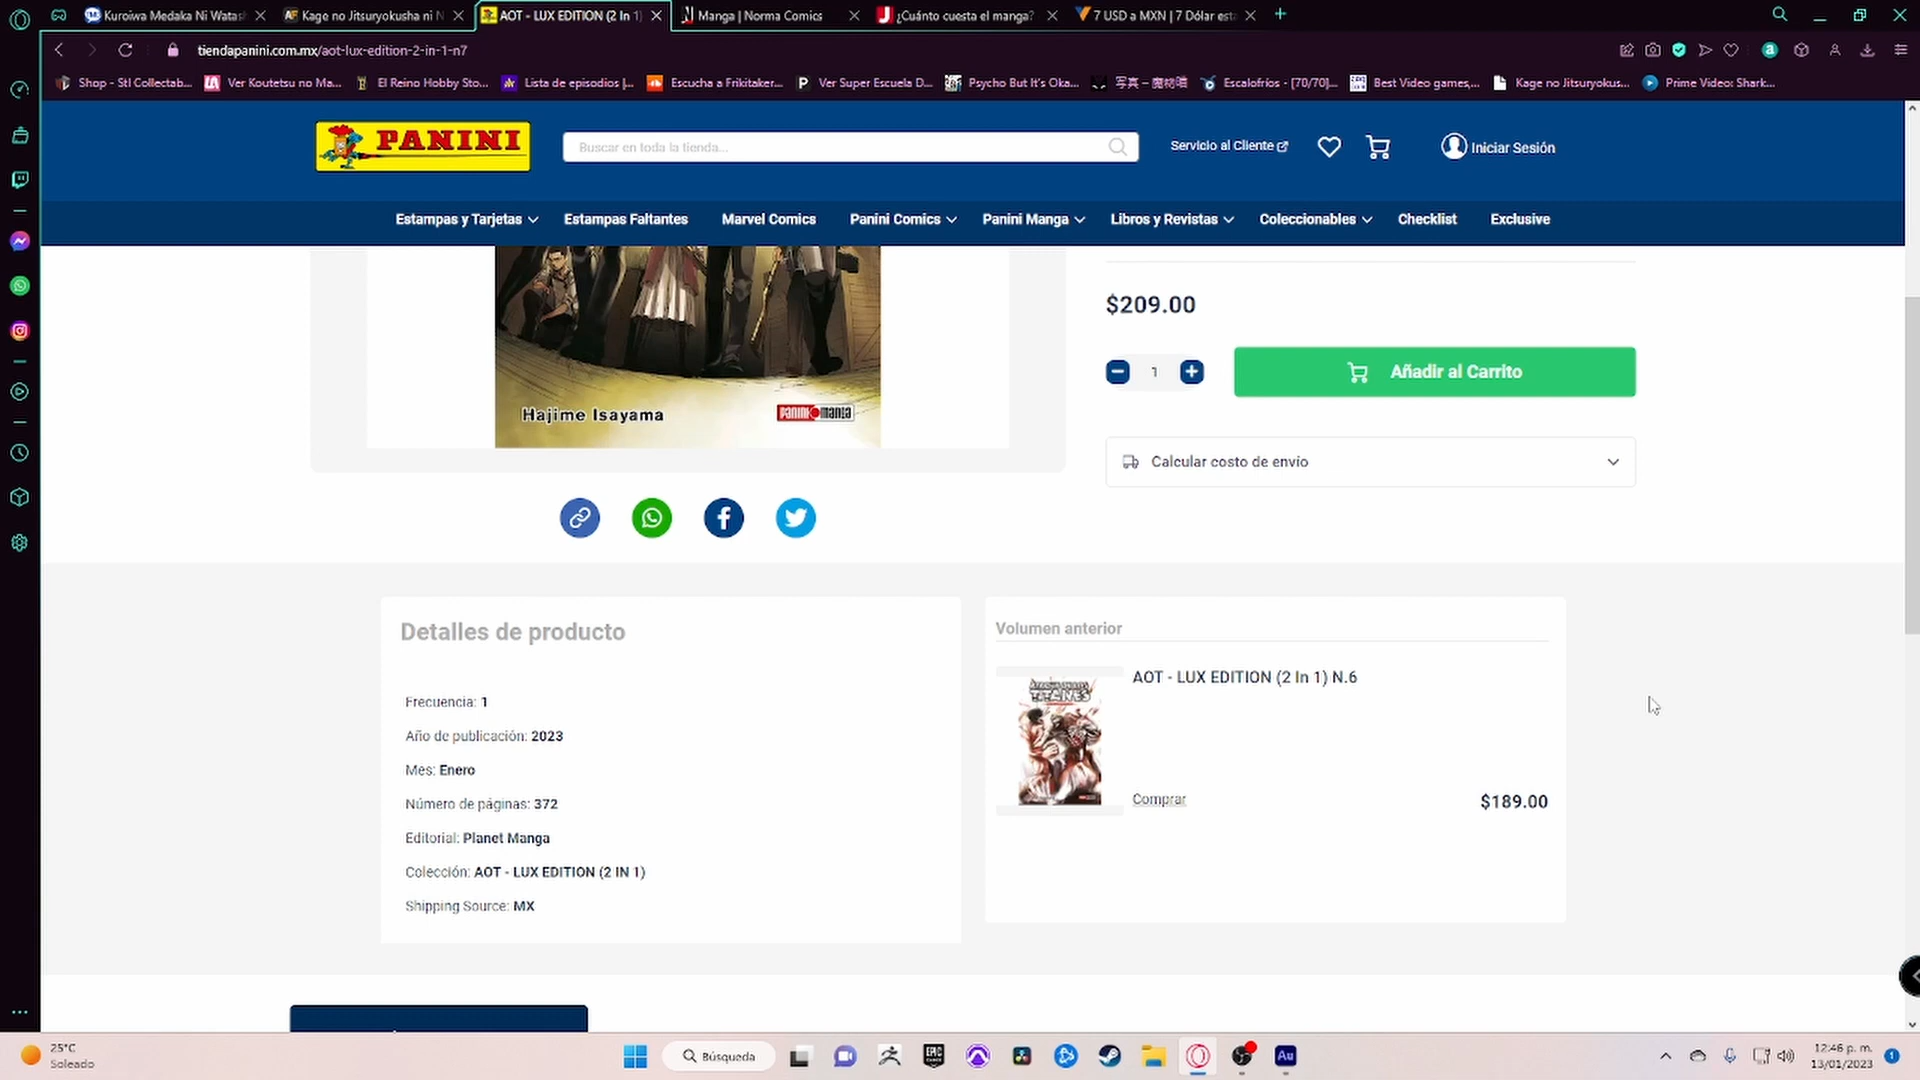 Kuroiwa Medaka Ni Watash
Kage no Jitsuryokusha ni N
AOT - LUX EDITION (2 In 1)
Manga | Norma Comics
¿Cuánto cuesta el manga?
7 USD a MXN | 7 Dólar est
tiendapanini.com.mx/aot-lux-edition-2-in-1-n7
Shop - Stl Collectab...
Ver Koutetsu no Ma...
El Reino Hobby Sto...
Lista de episodios |...
Escucha a Frikitaker...
Ver Super Escuela D...
Psycho But It's Oka...
Escalofríos - [70/70]...
Best Video games,...
Kage no Jitsuryokus...
Prime Video: Shark...
PANINI
Buscar en toda la tienda...
Servicio al Cliente
Iniciar Sesión
Estampas y Tarjetas
Estampas Faltantes
Marvel Comics
Panini Comics
Panini Manga
Libros y Revistas
Coleccionables
Checklist
Exclusive
Hajime Isayama
PANINI MANGA
$209.00
1
Añadir al Carrito
Calcular costo de envío
Detalles de producto
Frecuencia: 1
Año de publicación: 2023
Mes: Enero
Número de páginas: 372
Editorial: Planet Manga
Colección: AOT - LUX EDITION (2 IN 1)
Shipping Source: MX
Volumen anterior
AOT - LUX EDITION (2 In 1) N.6
TITANES
Comprar
$189.00
25°C
Soleado
Búsqueda
EPIC
Au
12:46 p. m.
13/01/2023
1